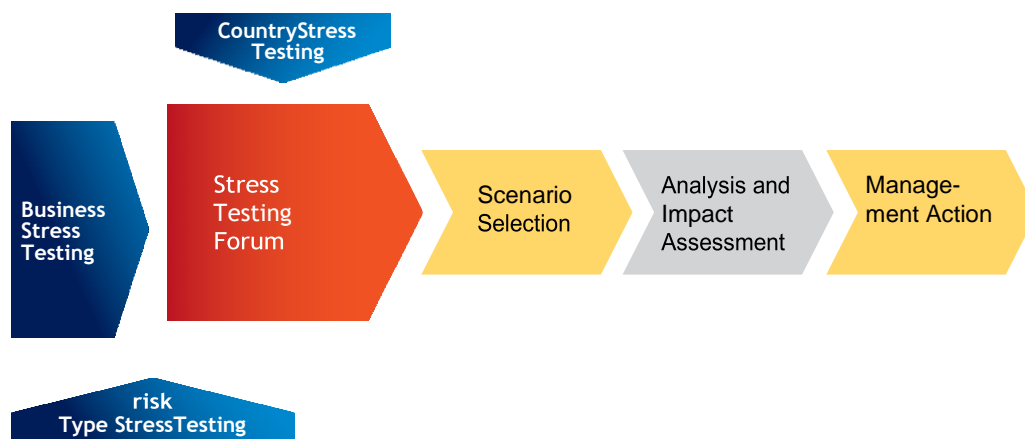 CountryStress
Testing
Business
Stress
Testing
Stress
Testing
Forum
Scenario
Selection
Analysis and
Impact
Assessment
Manage-
ment Action
risk
Type StressTesting